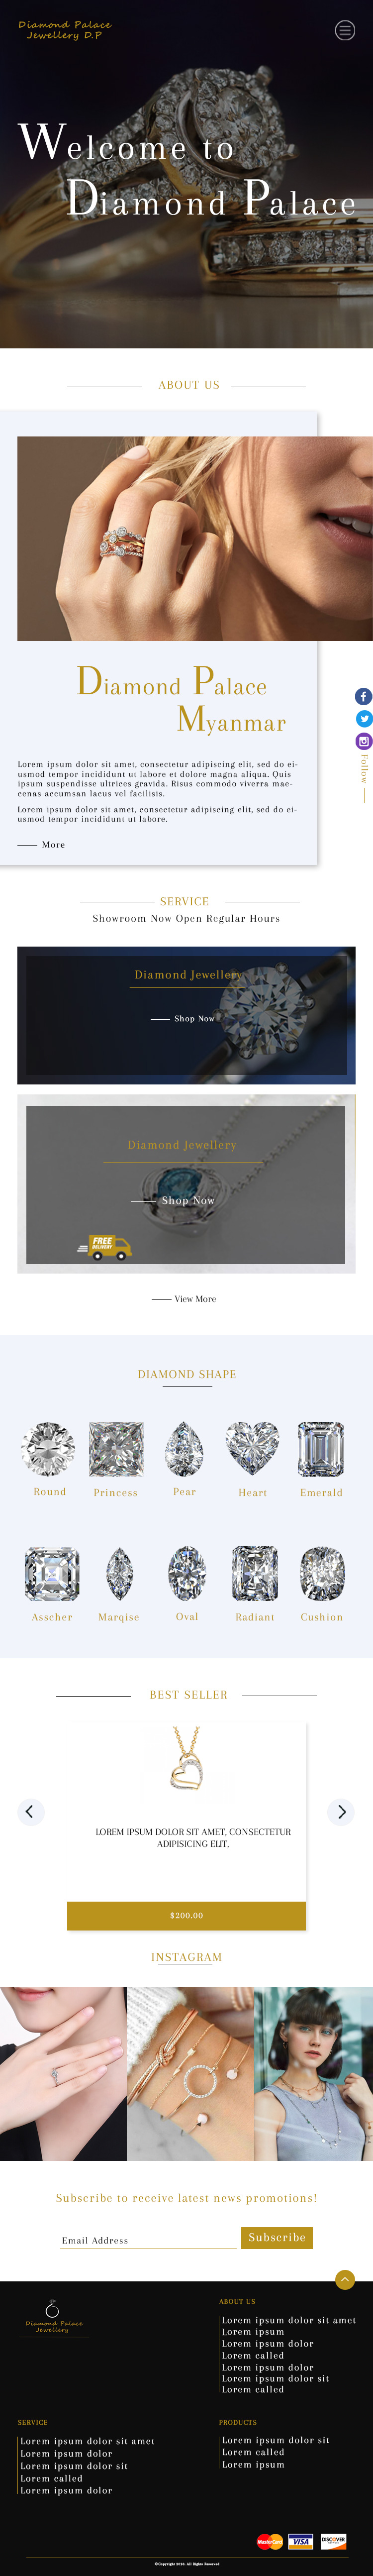 Diamond Palace
Jewellery D.P
Welcome to
Diamond Palace
ABOUT US
Diamond Palace
Myanmar
Lorem ipsum dolor sit amet, consectetur adipiscing elit, sed do ei-
usmod tempor incididunt ut labore et dolore magna aliqua. Quis
ipsum suspendisse ultrices gravida. Risus commodo viverra mae-
cenas accumsan lacus vel facilisis.
Lorem ipsum dolor sit amet, consectetur adipiscing elit, sed do ei-
usmod tempor incididunt ut labore.
More
Follow
SERVICE
Showroom Now Open Regular Hours
Diamond Jewellery
Shop Now
Diamond Jewellery
Shop Now
FREE
DELIVERY
View More
DIAMOND SHAPE
Round
Princess
Pear
Heart
Emerald
Asscher
Marqise
Oval
Radiant
Cushion
BEST SELLER
LOREM IPSUM DOLOR SIT AMET, CONSECTETUR
ADIPISICING ELIT,
$200.00
INSTAGRAM
Subscribe to receive latest news promotions!
Email Address
Subscribe
Diamond Palace
Jewellery
ABOUT US
Lorem ipsum dolor sit amet
Lorem ipsum
Lorem ipsum dolor
Lorem called
Lorem ipsum dolor
Lorem ipsum dolor sit
Lorem called
SERVICE
Lorem ipsum dolor sit amet
Lorem ipsum dolor
Lorem ipsum dolor sit
Lorem called
Lorem ipsum dolor
PRODUCTS
Lorem ipsum dolor sit
Lorem called
Lorem ipsum
MasterCard
VISA
DISCOVER
©Copyright 2020. All Rights Reserved